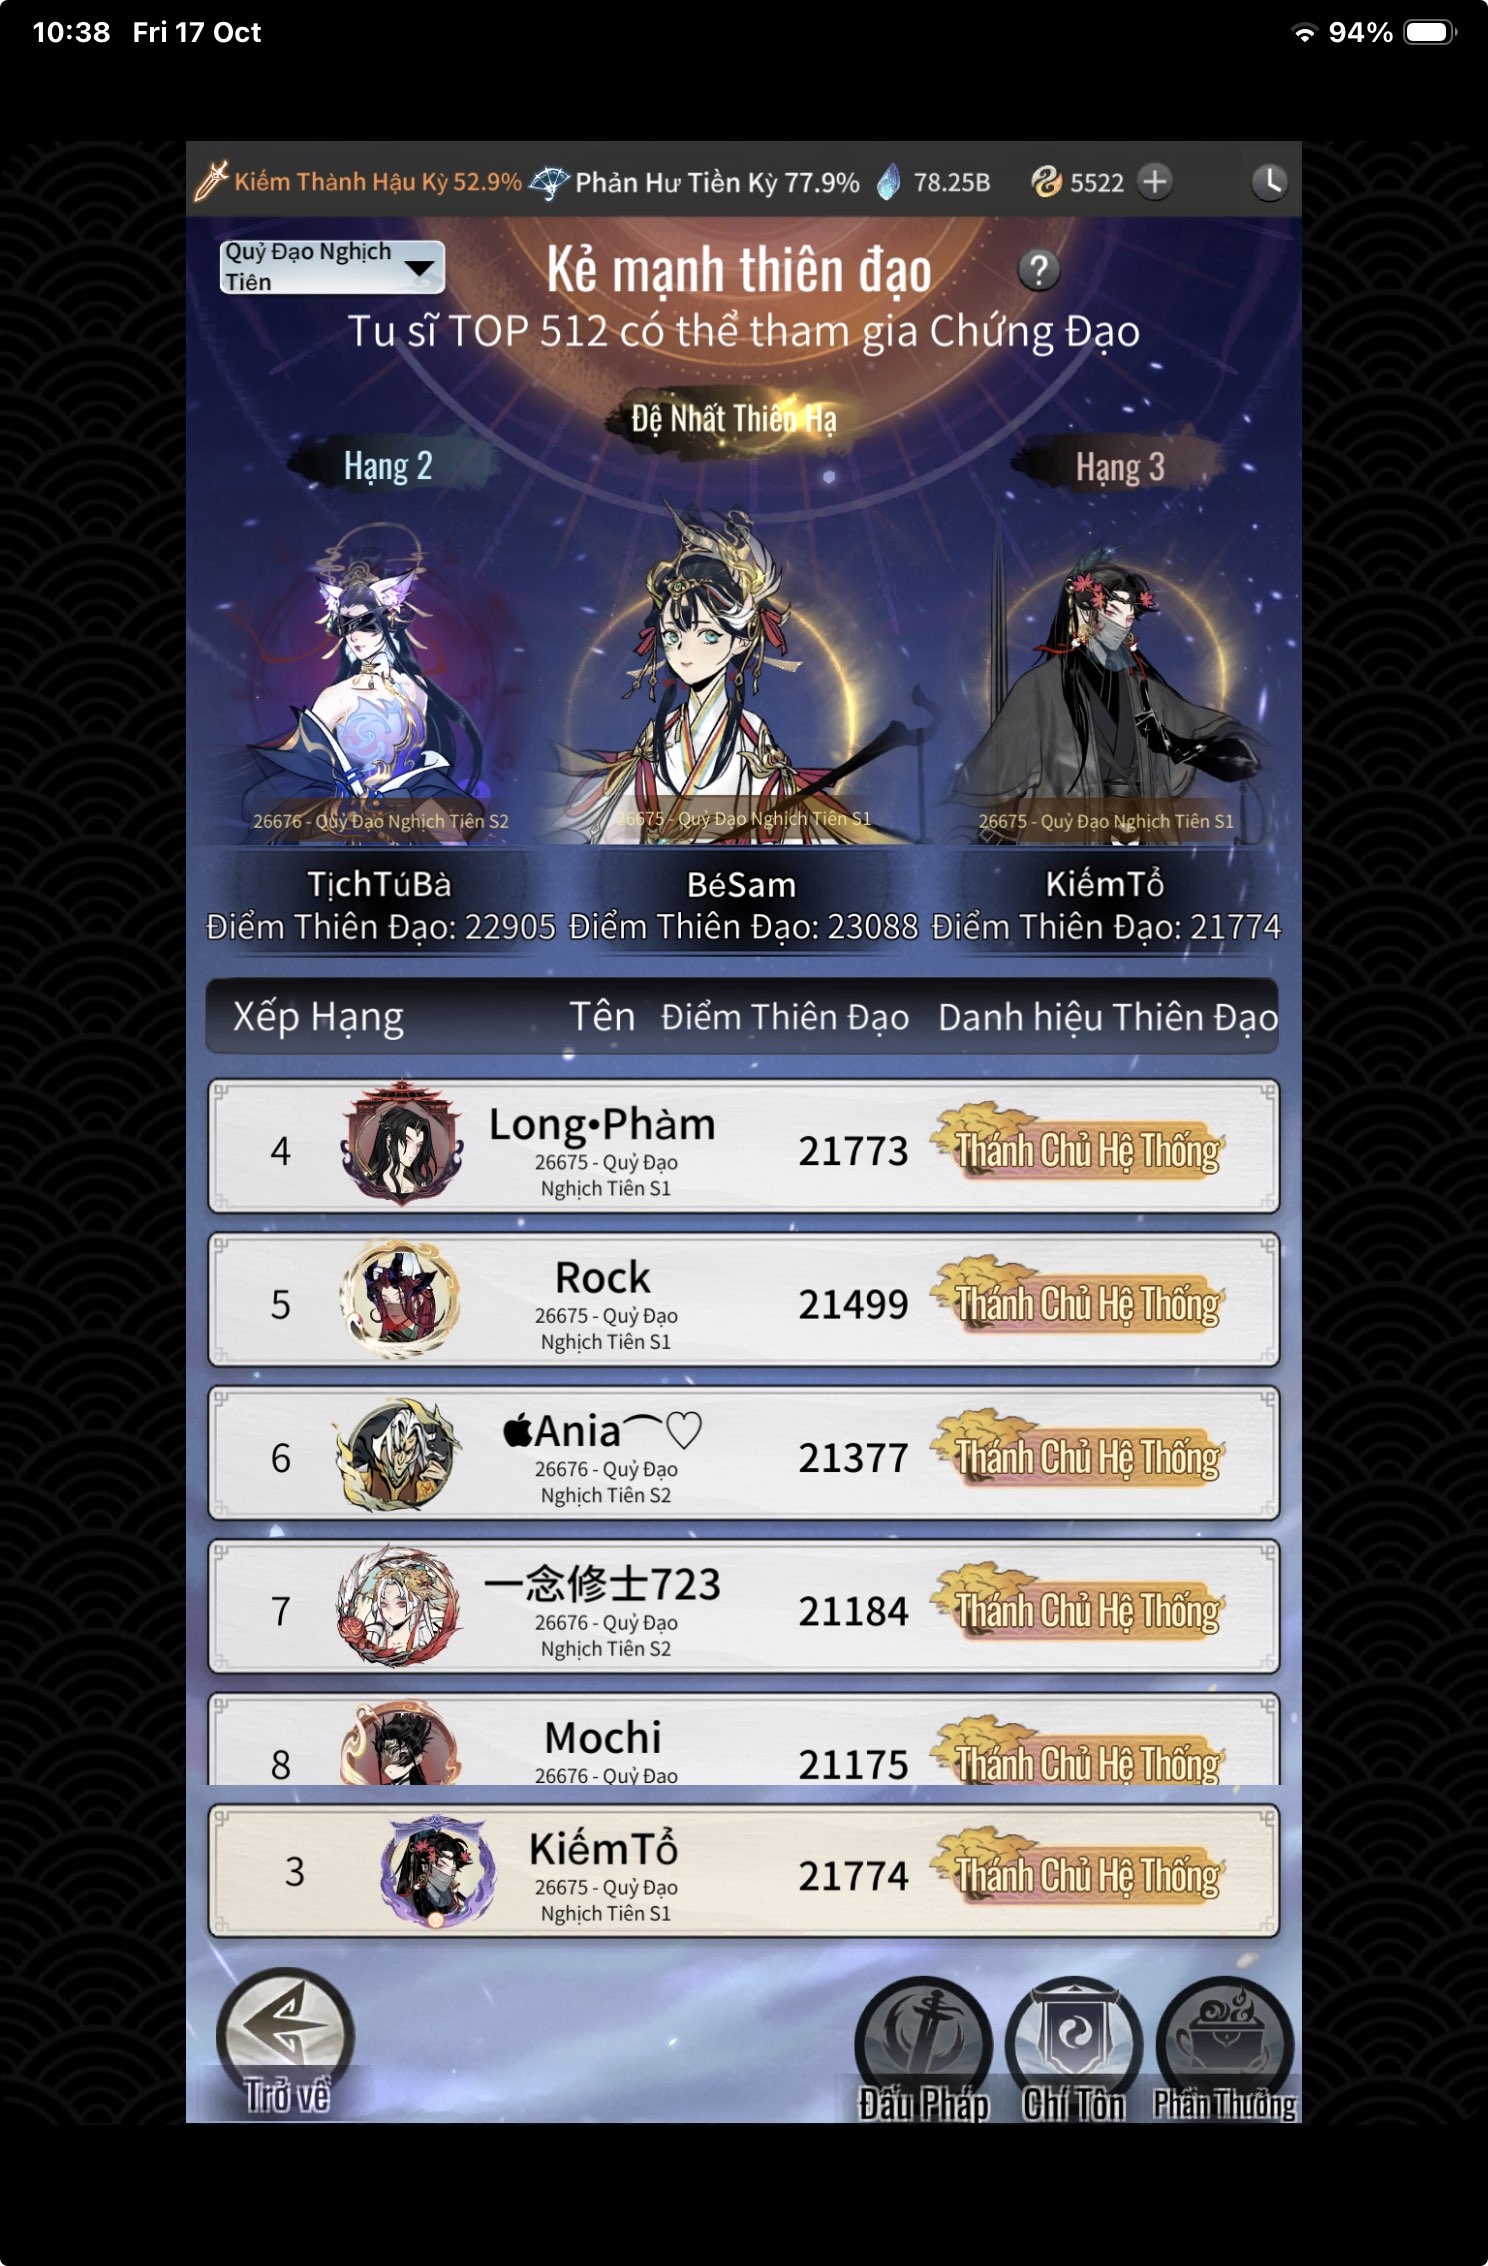 10:38 Fri 17 Oct
94%
Kiếm Thành Hậu Kỳ 52.9%
Phản Hư Tiền Kỳ 77.9%
78.25B
5522
Quỷ Đạo Nghịch
Tiên
Kẻ mạnh thiên đạo
?
Tu sĩ TOP 512 có thể tham gia Chứng Đạo
Đệ Nhất Thiên Hạ
Hạng 2
Hạng 3
26676 - Quỷ Đạo Nghịch Tiên S2
26675 - Quỷ Đạo Nghịch Tiên S1
26675 - Quỷ Đạo Nghịch Tiên S1
TịchTúBà
BéSam
KiếmTổ
Điểm Thiên Đạo: 22905
Điểm Thiên Đạo: 23088
Điểm Thiên Đạo: 21774
Xếp Hạng Tên Điểm Thiên Đạo Danh hiệu Thiên Đạo
4 Long•Phàm 21773 Thánh Chủ Hệ Thống
26675 - Quỷ Đạo
Nghịch Tiên S1
5 Rock 21499 Thánh Chủ Hệ Thống
26675 - Quỷ Đạo
Nghịch Tiên S1
6 Ania⁀♡ 21377 Thánh Chủ Hệ Thống
26676 - Quỷ Đạo
Nghịch Tiên S2
7 一念修士723 21184 Thánh Chủ Hệ Thống
26676 - Quỷ Đạo
Nghịch Tiên S2
8 Mochi 21175 Thánh Chủ Hệ Thống
26676 - Quỷ Đạo
3 KiếmTổ 21774 Thánh Chủ Hệ Thống
26675 - Quỷ Đạo
Nghịch Tiên S1
Trở về
Đấu Pháp
Chí Tôn
Phần Thưởng